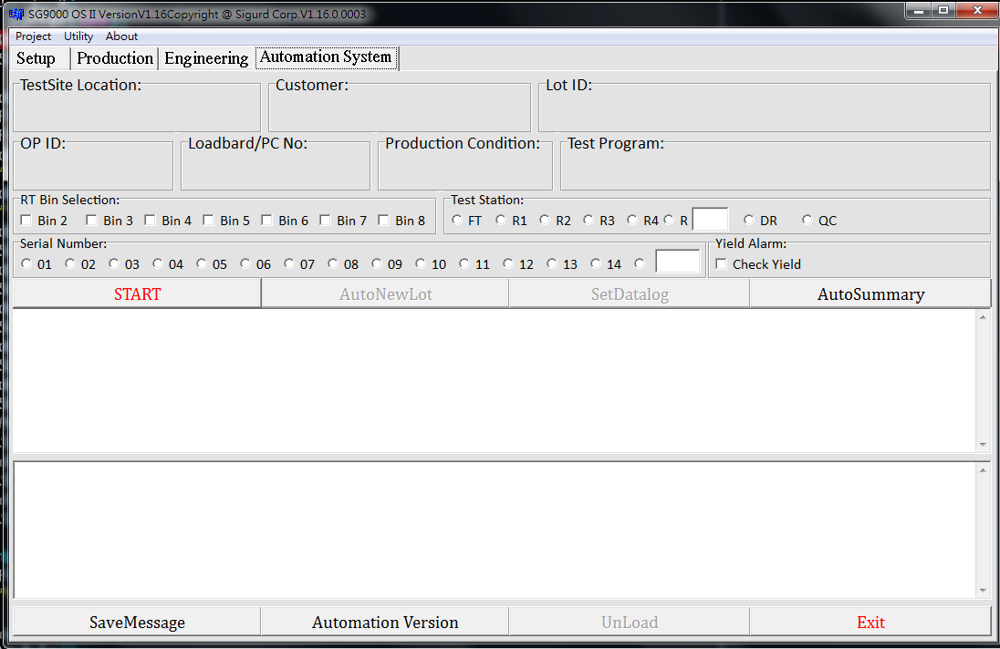 SG9000 OS II VersionV1.16Copyright @ Sigurd Corp.V1.16.0.0003
Project Utility About
Setup Production Engineering Automation System
TestSite Location: Customer: Lot ID:
OP ID: Loadbard/PC No: Production Condition: Test Program:
RT Bin Selection: Test Station:
Bin 2 Bin 3 Bin 4 Bin 5 Bin 6 Bin 7 Bin 8 FT R1 R2 R3 R4 R DR QC
Serial Number: Yield Alarm:
01 02 03 04 05 06 07 08 09 10 11 12 13 14 Check Yield
START AutoNewLot SetDatalog AutoSummary
SaveMessage Automation Version UnLoad Exit